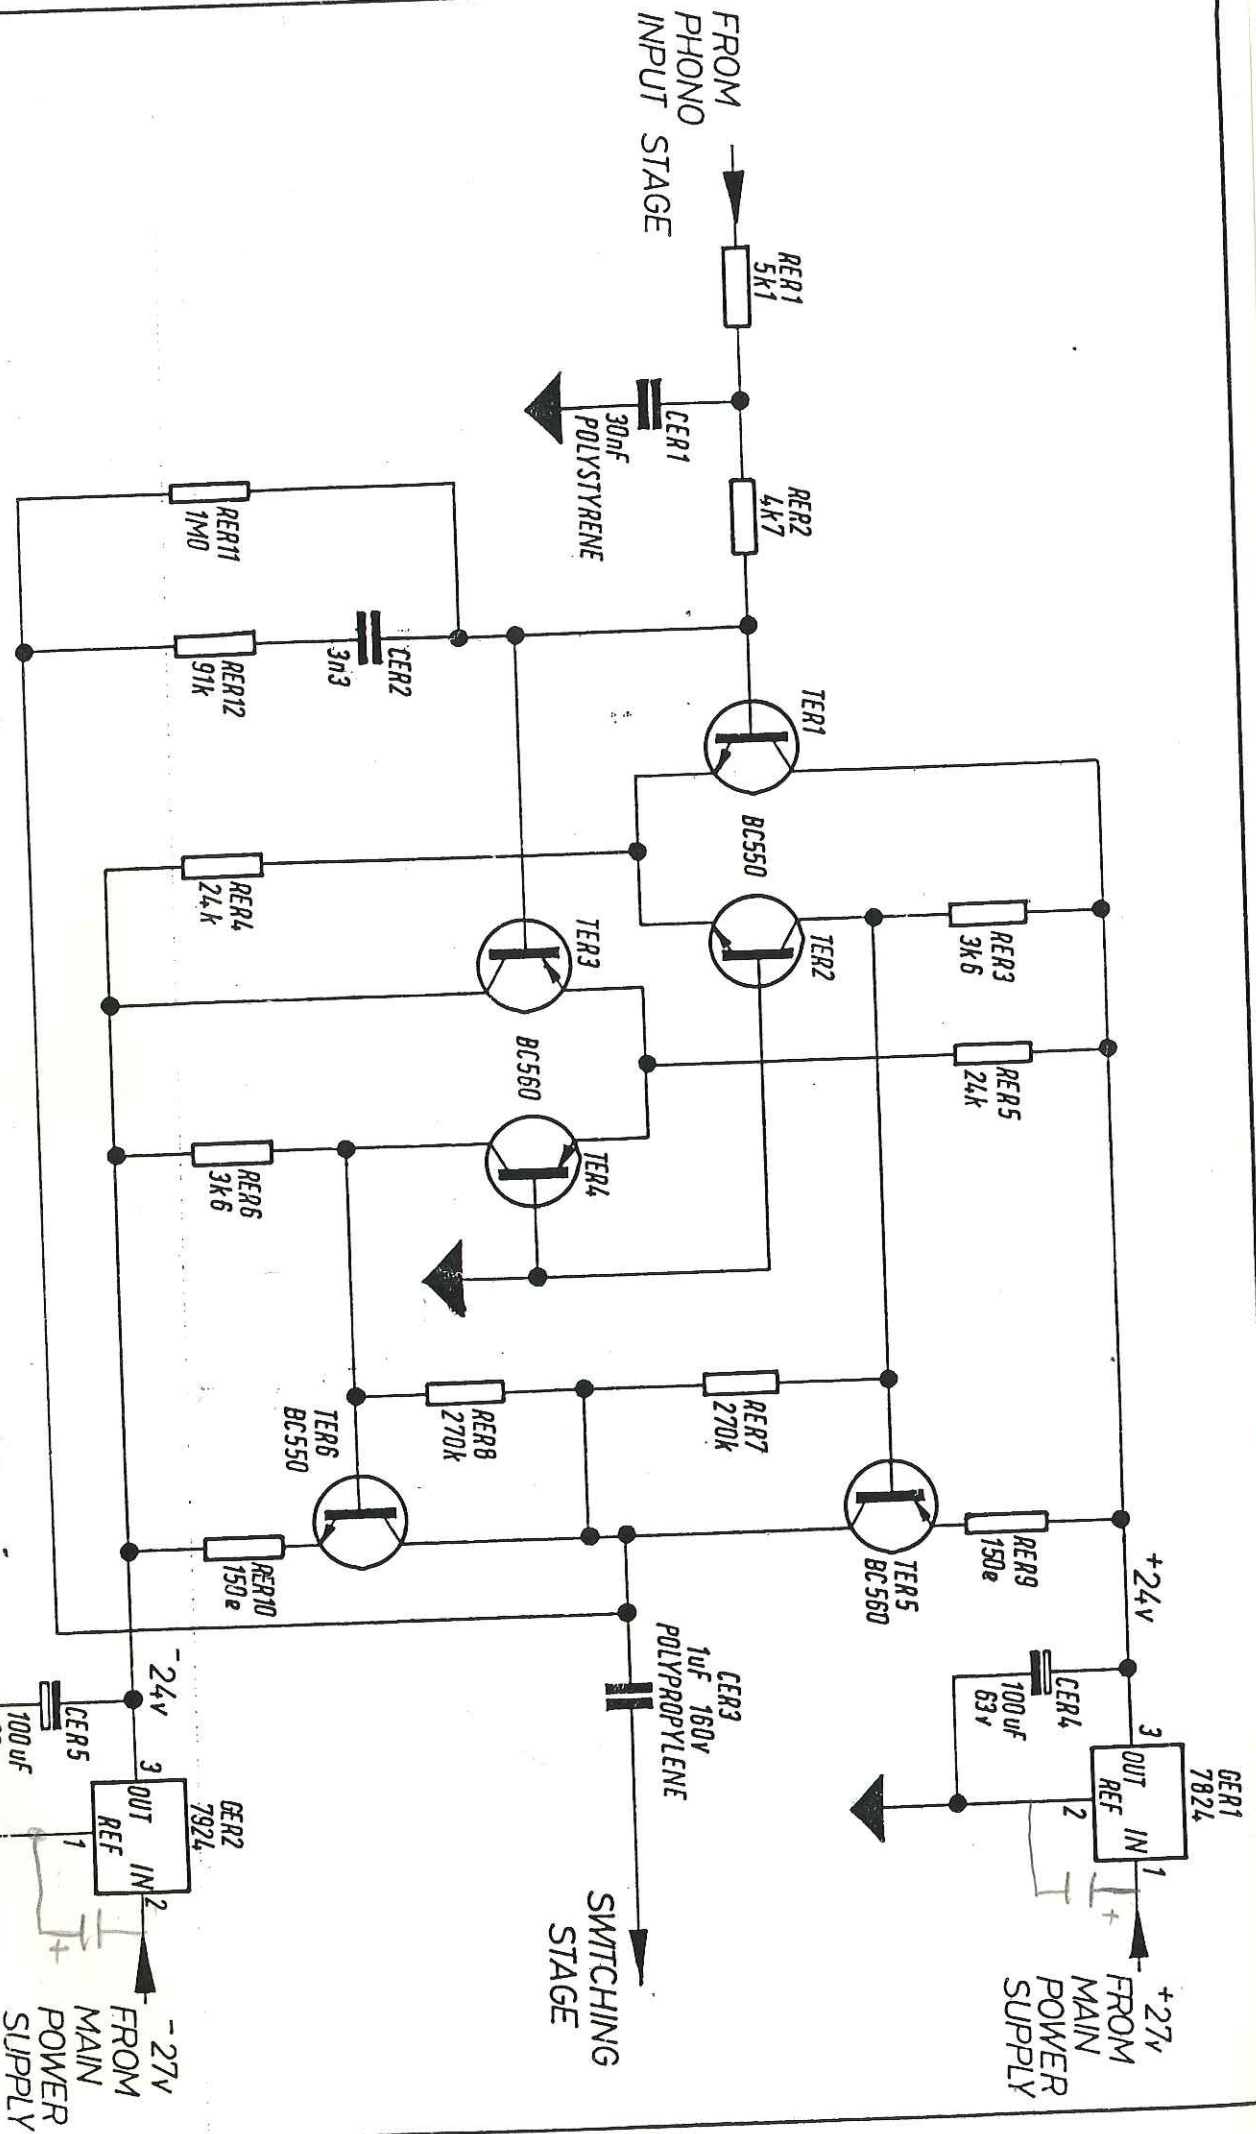 FROM
PHONO
INPUT STAGE
RER1
5k1
CER1
30nF
POLYSTYRENE
RER2
4k7
RER11
1M0
CER2
3n3
RER12
91k
TER1
BC550
TER2
RER3
3k6
RER4
24k
TER3
BC560
TER4
RER5
24k
RER6
3k6
RER7
270k
RER8
270k
TER6
BC550
TER5
BC560
RER9
150e
RER10
150e
+24v
-24v
CER3
1uF 160v
POLYPROPYLENE
CER4
100uF
63v
CER5
100uF
GER1
7824
3
OUT
REF
IN
2
1
+
GER2
7924
3
OUT
REF
IN
1
2
+
SWITCHING
STAGE
+27v
FROM
MAIN
POWER
SUPPLY
-27v
FROM
MAIN
POWER
SUPPLY